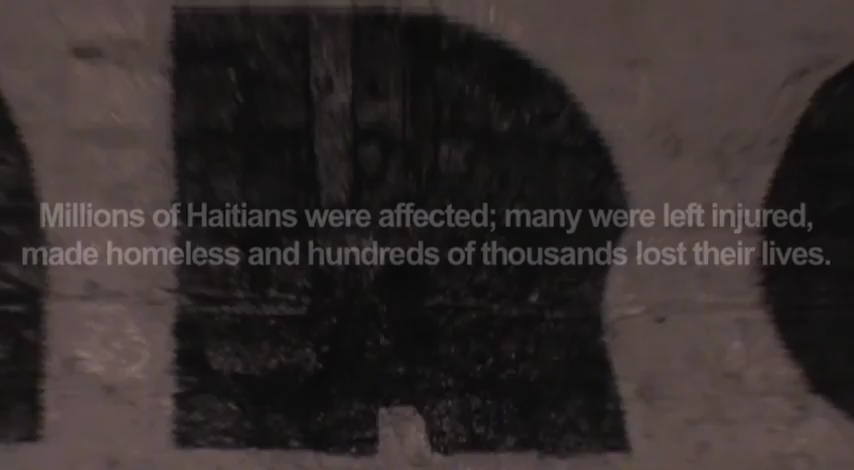 Millions of Haitians were affected; many were left injured,
made homeless and hundreds of thousands lost their lives.